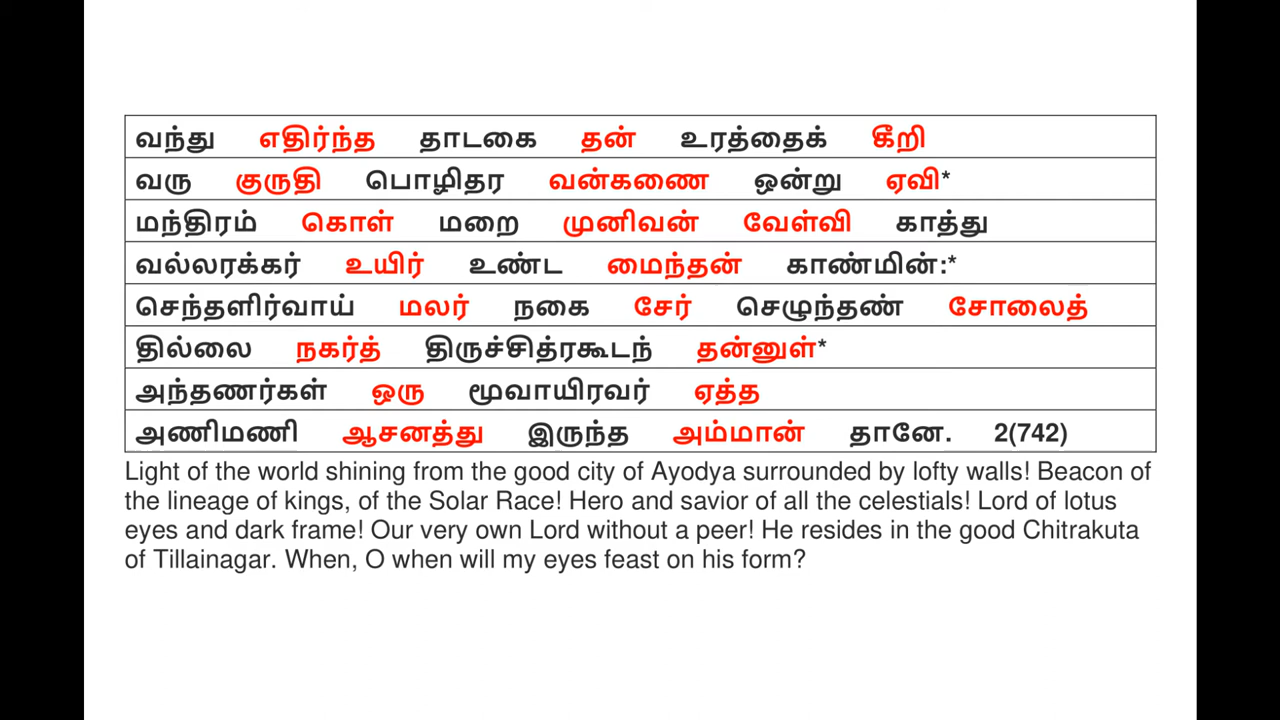 வந்து எதிர்ந்த தாடகை தன் உரத்தைக் கீறி
வரு குருதி பொழிதர வன்கணை ஒன்று ஏவி*
மந்திரம் கொள் மறை முனிவன் வேள்வி காத்து
வல்லரக்கர் உயிர் உண்ட மைந்தன் காண்மின்:*
செந்தளிர்வாய் மலர் நகை சேர் செழுந்தண் சோலைத்
தில்லை நகர்த் திருச்சித்ரகூடந் தன்னுள்*
அந்தணர்கள் ஒரு மூவாயிரவர் ஏத்த
அணிமணி ஆசனத்து இருந்த அம்மான் தானே. 2(742)
Light of the world shining from the good city of Ayodya surrounded by lofty walls! Beacon of
the lineage of kings, of the Solar Race! Hero and savior of all the celestials! Lord of lotus
eyes and dark frame! Our very own Lord without a peer! He resides in the good Chitrakuta
of Tillainagar. When, O when will my eyes feast on his form?